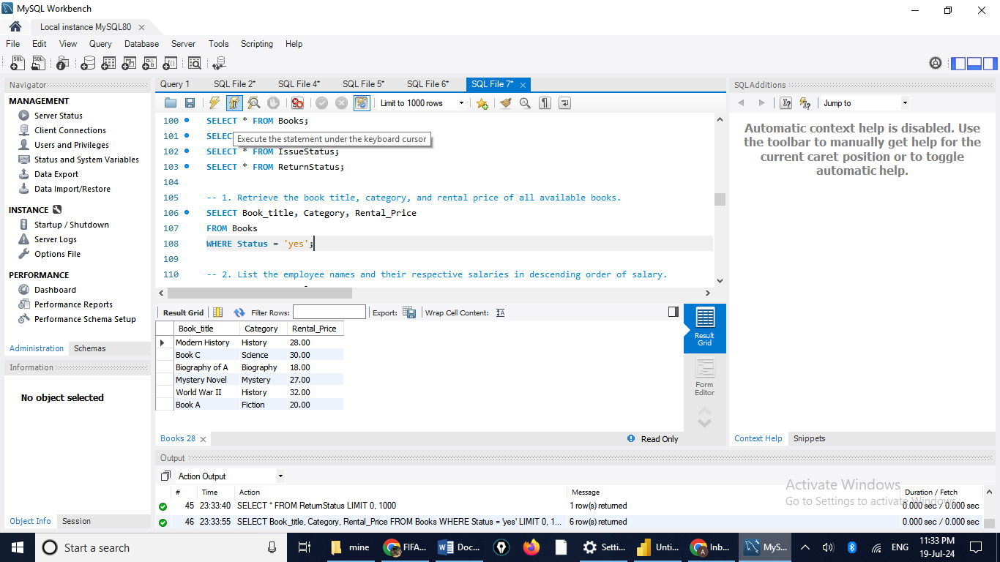 MySQL Workbench
Local instance MySQL80
File Edit View Query Database Server Tools Scripting Help
Navigator
MANAGEMENT
Server Status
Client Connections
Users and Privileges
Status and System Variables
Data Export
Data Import/Restore
INSTANCE
Startup / Shutdown
Server Logs
Options File
PERFORMANCE
Dashboard
Performance Reports
Performance Schema Setup
Administration Schemas
Information
No object selected
Object Info Session
Query 1 SQL File 2* SQL File 4* SQL File 5* SQL File 6* SQL File 7*
Limit to 1000 rows
100 SELECT * FROM Books;
101 SELEC
Execute the statement under the keyboard cursor
102 SELECT * FROM IssueStatus;
103 SELECT * FROM ReturnStatus;
104
105 -- 1. Retrieve the book title, category, and rental price of all available books.
106 SELECT Book_title, Category, Rental_Price
107 FROM Books
108 WHERE Status = 'yes';
109
110 -- 2. List the employee names and their respective salaries in descending order of salary.
Result Grid Filter Rows: Export: Wrap Cell Content:
Book_title Category Rental_Price
Modern History History 28.00
Book C Science 30.00
Biography of A Biography 18.00
Mystery Novel Mystery 27.00
World War II History 32.00
Book A Fiction 20.00
Result
Grid
Form
Editor
Books 28 Read Only
SQLAdditions
Jump to
Automatic context help is disabled. Use
the toolbar to manually get help for the
current caret position or to toggle
automatic help.
Context Help Snippets
Output
Action Output
# Time Action Message Duration / Fetch
45 23:33:40 SELECT * FROM ReturnStatus LIMIT 0, 1000 1 row(s) returned 0.000 sec / 0.000 sec
46 23:33:55 SELECT Book_title, Category, Rental_Price FROM Books WHERE Status = 'yes' LIMIT 0, 1... 6 row(s) returned 0.000 sec / 0.000 sec
Activate Windows
Go to Settings to activate Windows.
Start a search
mine FIFA... Doc... Setti... Unti... Inb... MyS...
ENG
11:33 PM
19-Jul-24